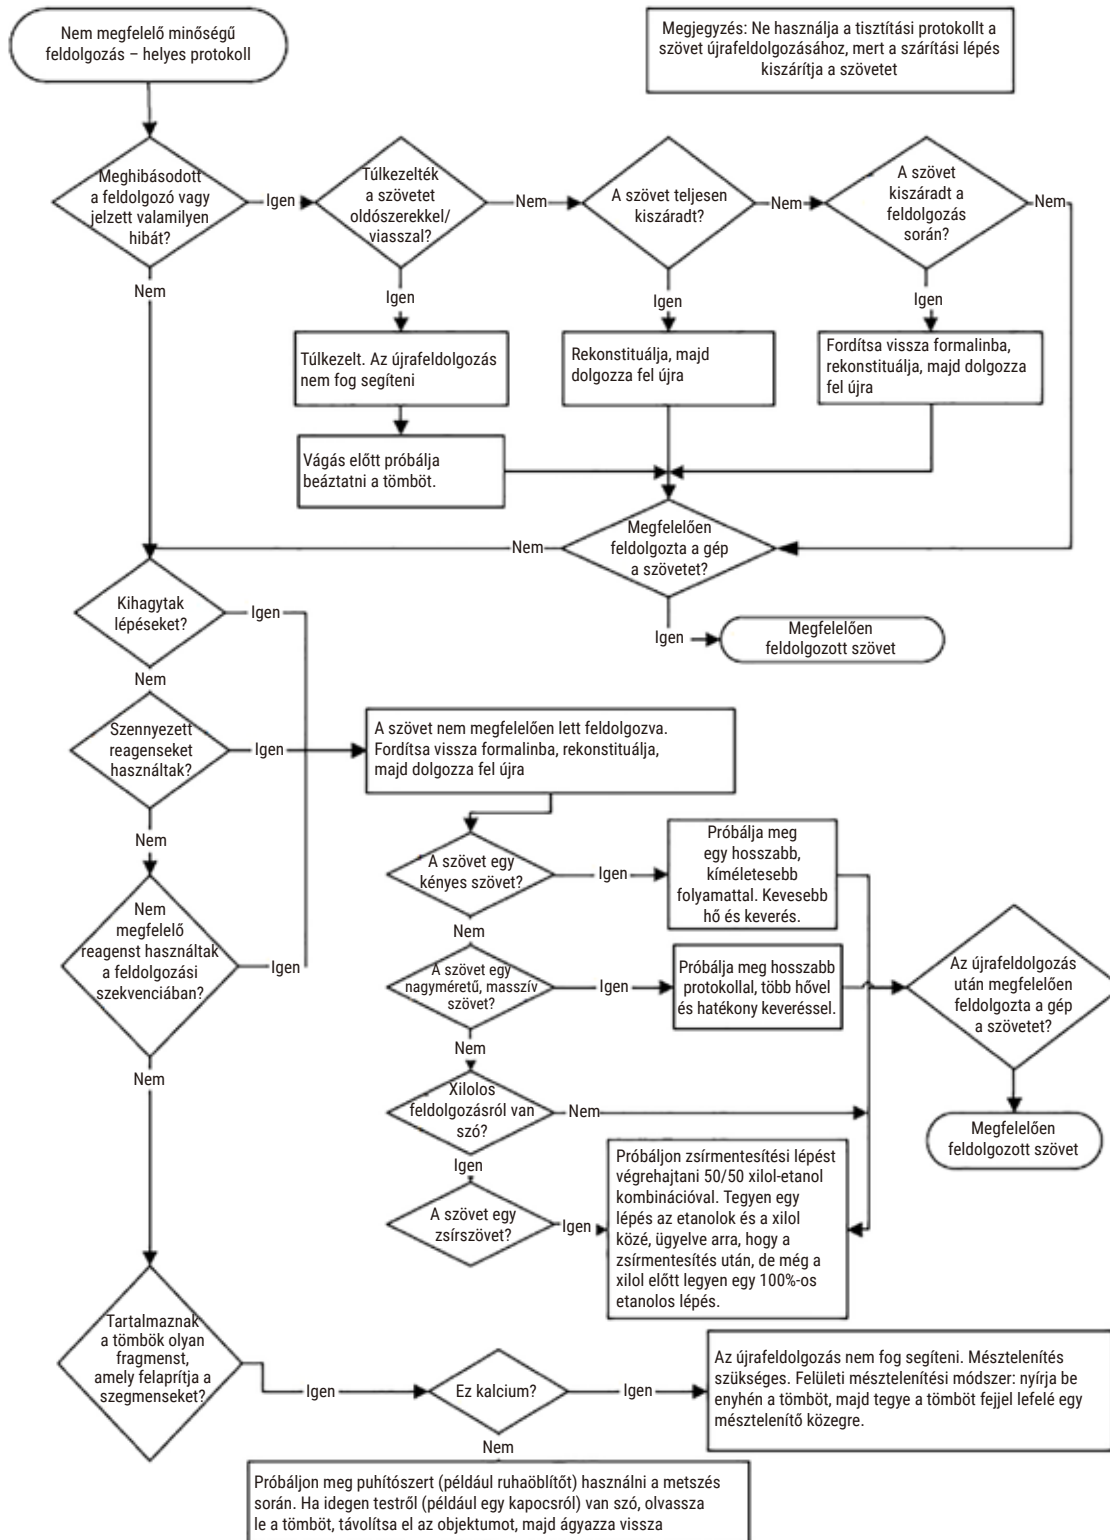 Nem megfelelő minőségű
feldolgozás – helyes protokoll
Megjegyzés: Ne használja a tisztítási protokollt a
szövet újrafeldolgozásához, mert a szárítási lépés
kiszárítja a szövetet
Meghibásodott
a feldolgozó vagy
jelzett valamilyen
hibát?
Igen
Túlkezelték
a szövetet
oldószerekkel/
viasszal?
Nem
A szövet teljesen
kiszáradt?
Nem
A szövet
kiszáradt a
feldolgozás
során?
Nem
Nem
Igen
Igen
Igen
Túlkezelt. Az újrafeldolgozás
nem fog segíteni
Rekonstituálja, majd
dolgozza fel újra
Fordítsa vissza formalinba,
rekonstituálja, majd dolgozza
fel újra
Vágás előtt próbálja
beáztatni a tömböt.
Megfelelően
feldolgozta a gép
a szövetet?
Nem
Igen
Megfelelően
feldolgozott szövet
Kihagytak
lépéseket?
Igen
Nem
Szennyezett
reagenseket
használtak?
Igen
A szövet nem megfelelően lett feldolgozva.
Fordítsa vissza formalinba, rekonstituálja,
majd dolgozza fel újra
Nem
Nem
megfelelő
reagenst használtak
a feldolgozási
szekvenciában?
Igen
Nem
A szövet egy
kényes szövet?
Igen
Próbálja meg
egy hosszabb,
kíméletesebb
folyamattal. Kevesebb
hő és keverés.
Nem
A szövet egy
nagyméretű, masszív
szövet?
Igen
Próbálja meg hosszabb
protokollal, több hővel
és hatékony keveréssel.
Az újrafeldolgozás
után megfelelően
feldolgozta a gép
a szövetet?
Nem
Xilolos
feldolgozásról van
szó?
Nem
Megfelelően
feldolgozott szövet
Igen
A szövet egy
zsírszövet?
Igen
Próbáljon zsírmentesítési lépést
végrehajtani 50/50 xilol-etanol
kombinációval. Tegyen egy
lépés az etanolok és a xilol
közé, ügyelve arra, hogy a
zsírmentesítés után, de még a
xilol előtt legyen egy 100%-os
etanolos lépés.
Tartalmaznak
a tömbök olyan
fragmenst,
amely felaprítja a
szegmenseket?
Igen
Ez kalcium?
Igen
Az újrafeldolgozás nem fog segíteni. Mésztelenítés
szükséges. Felületi mésztelenítési módszer: nyírja be
enyhén a tömböt, majd tegye a tömböt fejjel lefelé egy
mésztelenítő közegre.
Nem
Próbáljon meg puhítószert (például ruhaöblítőt) használni a metszés
során. Ha idegen testről (például egy kapocsról) van szó, olvassza
le a tömböt, távolítsa el az objektumot, majd ágyazza vissza